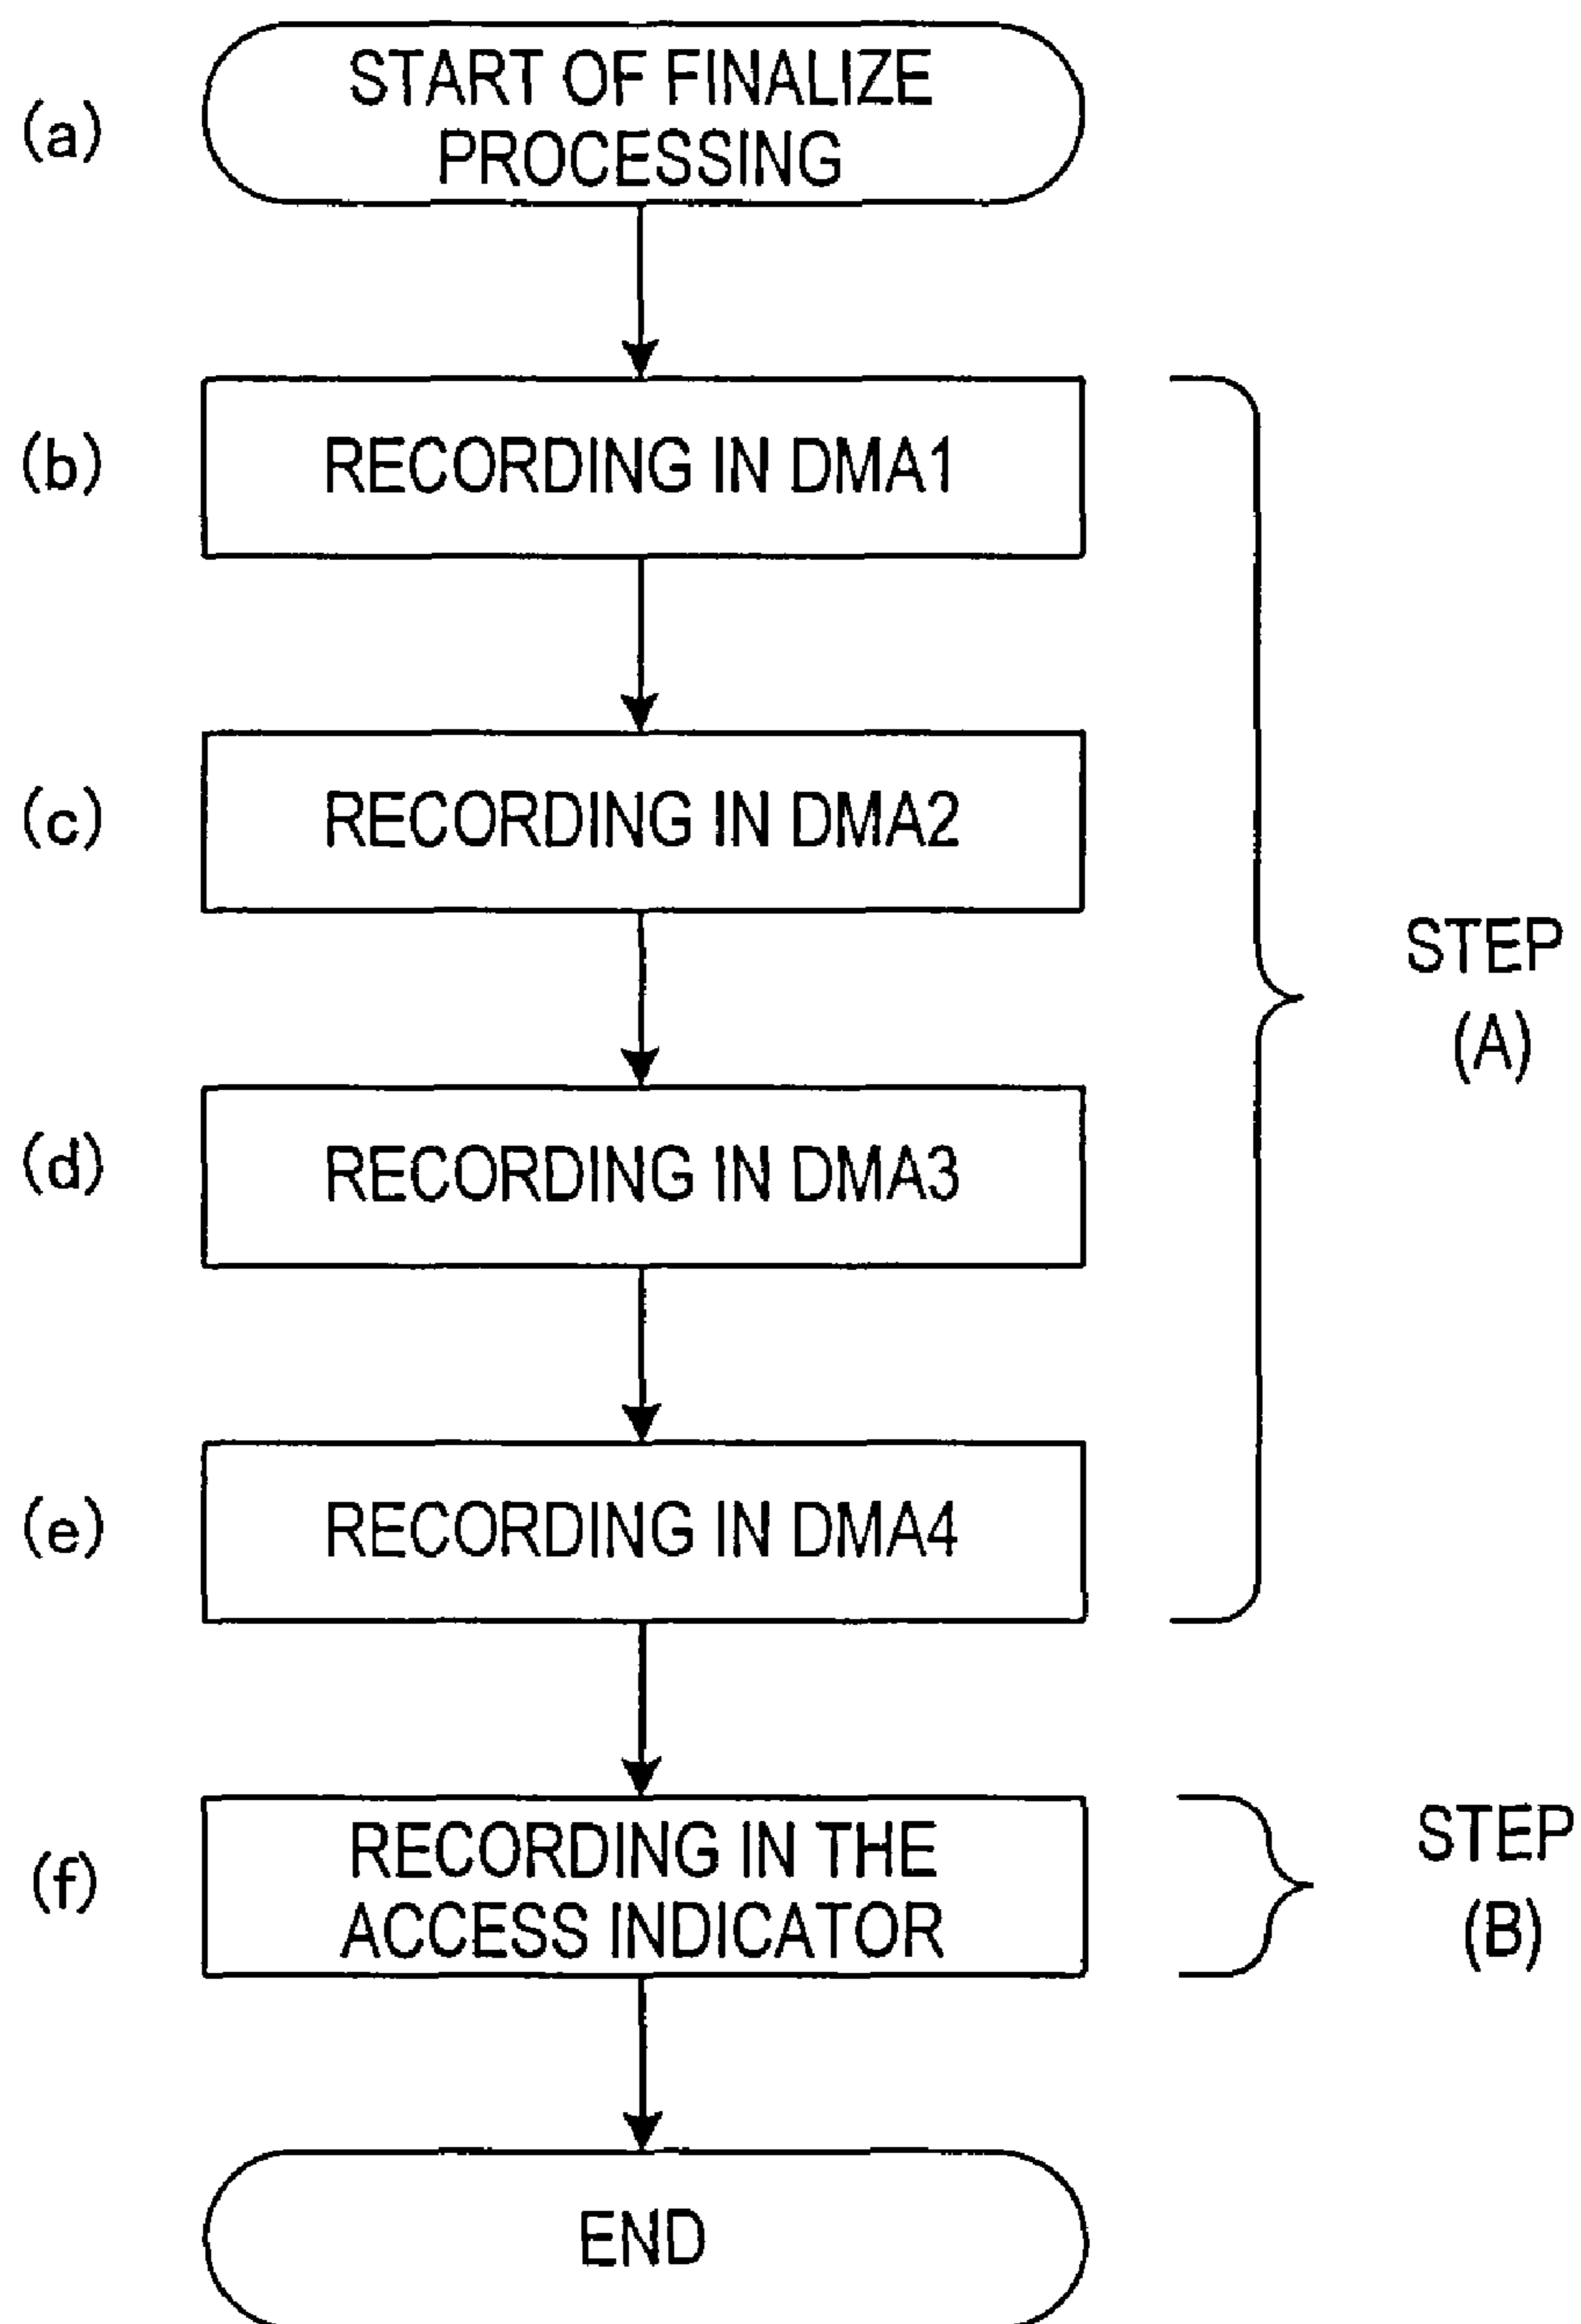 (a)
START OF FINALIZE
PROCESSING
(b)
RECORDING IN DMA1
(c)
RECORDING IN DMA2
STEP
(A)
(d)
RECORDING IN DMA3
(e)
RECORDING IN DMA4
(f)
RECORDING IN THE
ACCESS INDICATOR
STEP
(B)
END